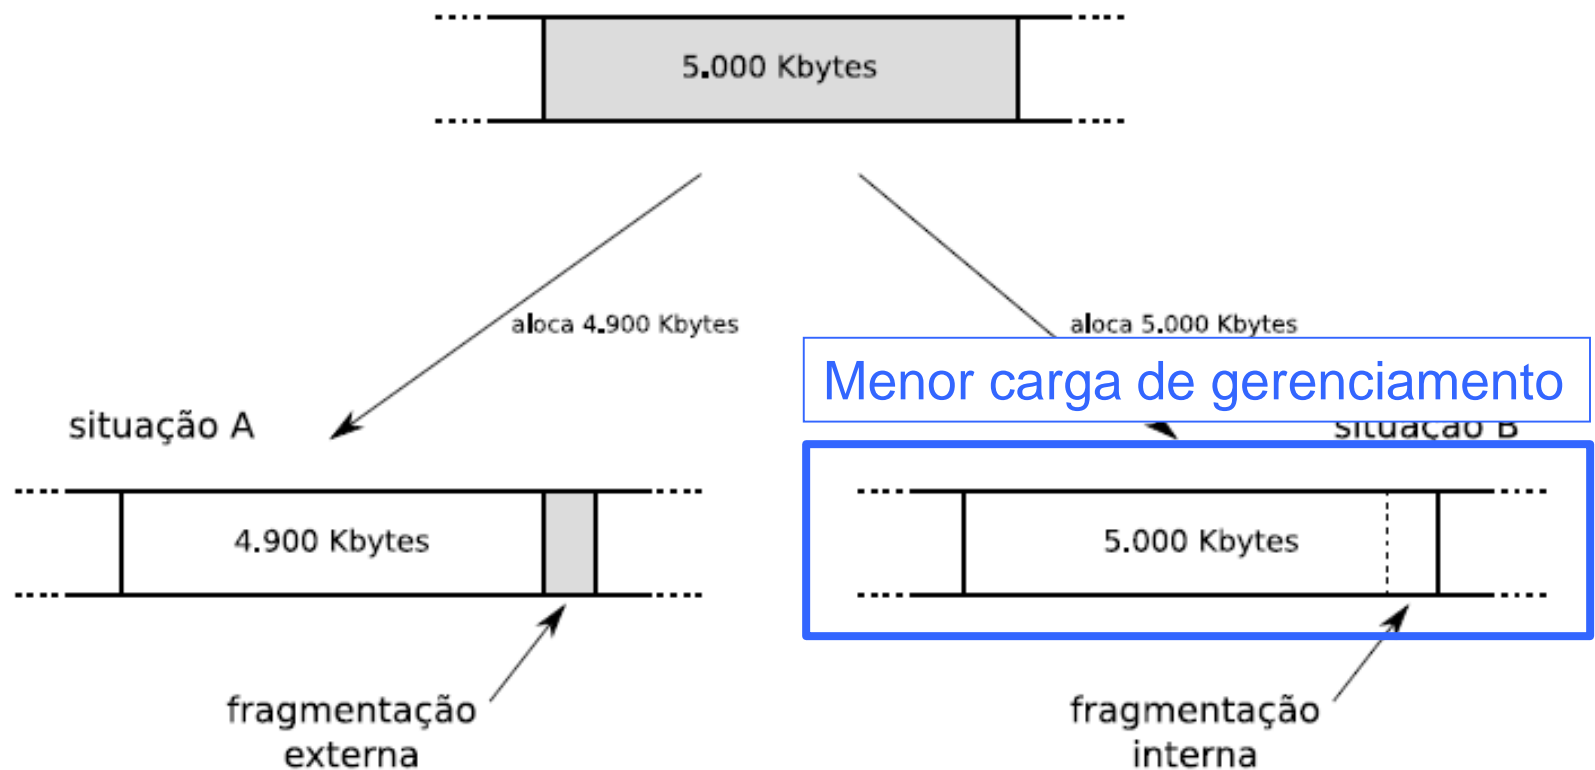 5.000 Kbytes
aloca 4.900 Kbytes
aloca 5.000 Kbytes
Menor carga de gerenciamento
situação A
situação B
4.900 Kbytes
5.000 Kbytes
fragmentação
externa
fragmentação
interna